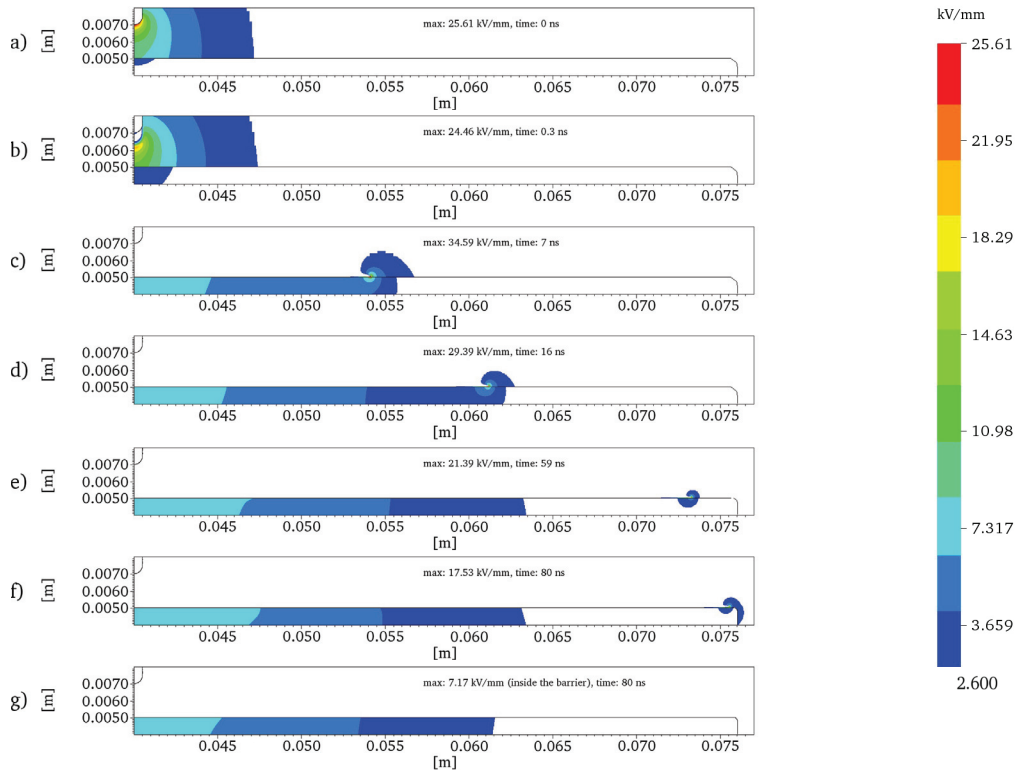 kV/mm
25.61
21.95
18.29
14.63
10.98
7.317
3.659
2.600
a) [m] 0.0070 0.0060 0.0050
max: 25.61 kV/mm, time: 0 ns
0.045 0.050 0.055 0.060 0.065 0.070 0.075
[m]
b) [m] 0.0070 0.0060 0.0050
max: 24.46 kV/mm, time: 0.3 ns
0.045 0.050 0.055 0.060 0.065 0.070 0.075
[m]
c) [m] 0.0070 0.0060 0.0050
max: 34.59 kV/mm, time: 7 ns
0.045 0.050 0.055 0.060 0.065 0.070 0.075
[m]
d) [m] 0.0070 0.0060 0.0050
max: 29.39 kV/mm, time: 16 ns
0.045 0.050 0.055 0.060 0.065 0.070 0.075
[m]
e) [m] 0.0070 0.0060 0.0050
max: 21.39 kV/mm, time: 59 ns
0.045 0.050 0.055 0.060 0.065 0.070 0.075
[m]
f) [m] 0.0070 0.0060 0.0050
max: 17.53 kV/mm, time: 80 ns
0.045 0.050 0.055 0.060 0.065 0.070 0.075
[m]
g) [m] 0.0070 0.0060 0.0050
max: 7.17 kV/mm (inside the barrier), time: 80 ns
0.045 0.050 0.055 0.060 0.065 0.070 0.075
[m]